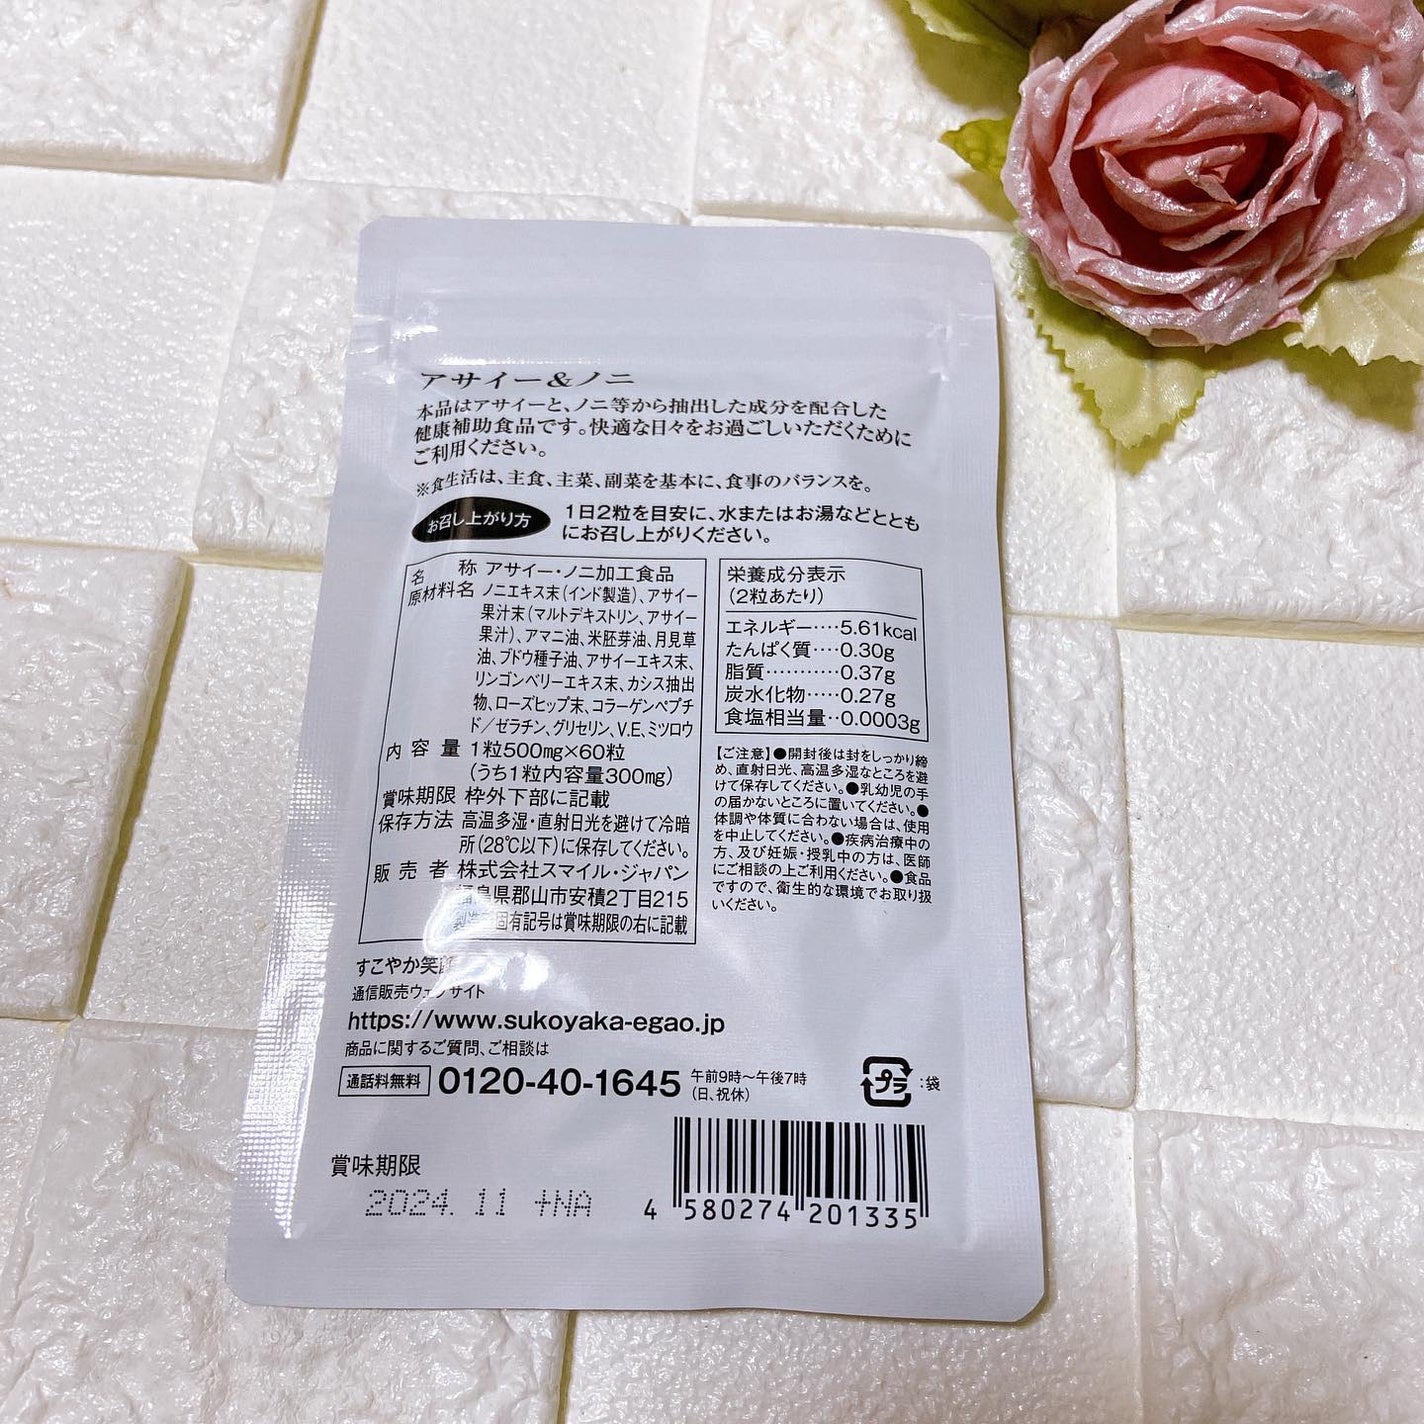 アサイー&ノニ
本品はアサイーと、ノニ等から抽出した成分を配合した
健康補助食品です。快適な日々をお過ごしいただくために
ご利用ください。
※食生活は、主食、主菜、副菜を基本に、食事のバランスを。
お召し上がり方
1日2粒を目安に、水またはお湯などととも
にお召し上がりください。
名称 アサイー・ノニ加工食品
原材料名 ノニエキス末（インド製造）、アサイー
果汁末（マルトデキストリン、アサイー
果汁）、アマニ油、米胚芽油、月見草
油、ブドウ種子油、アサイーエキス末、
リンゴンベリーエキス末、カシス抽出
物、ローズヒップ末、コラーゲンペプチ
ド／ゼラチン、グリセリン、V.E、ミツロウ
内容量 1粒500mg×60粒
（うち1粒内容量300mg）
賞味期限 枠外下部に記載
保存方法 高温多湿・直射日光を避けて冷暗
所（28℃以下）に保存してください。
販売者 株式会社スマイル・ジャパン
福島県郡山市安積2丁目215
製造所固有記号は賞味期限の右に記載
栄養成分表示
（2粒あたり）
エネルギー····5.61kcal
たんぱく質····0.30g
脂質···········0.37g
炭水化物·····0.27g
食塩相当量··0.0003g
【ご注意】●開封後は封をしっかり締
め、直射日光、高温多湿なところを避
けて保存してください。●乳幼児の手
の届かないところに置いてください。●
体調や体質に合わない場合は、使用
を中止してください。●疾病治療中の
方、及び妊娠・授乳中の方は、医師
にご相談の上ご利用ください。●食品
ですので、衛生的な環境でお取り扱
いください。
すこやか笑顔
通信販売ウェブサイト
https://www.sukoyaka-egao.jp
商品に関するご質問、ご相談は
通話料無料 0120-40-1645 午前9時～午後7時
（日、祝休）
プラ :袋
賞味期限
2024. 11 +NA
4 580274 201335